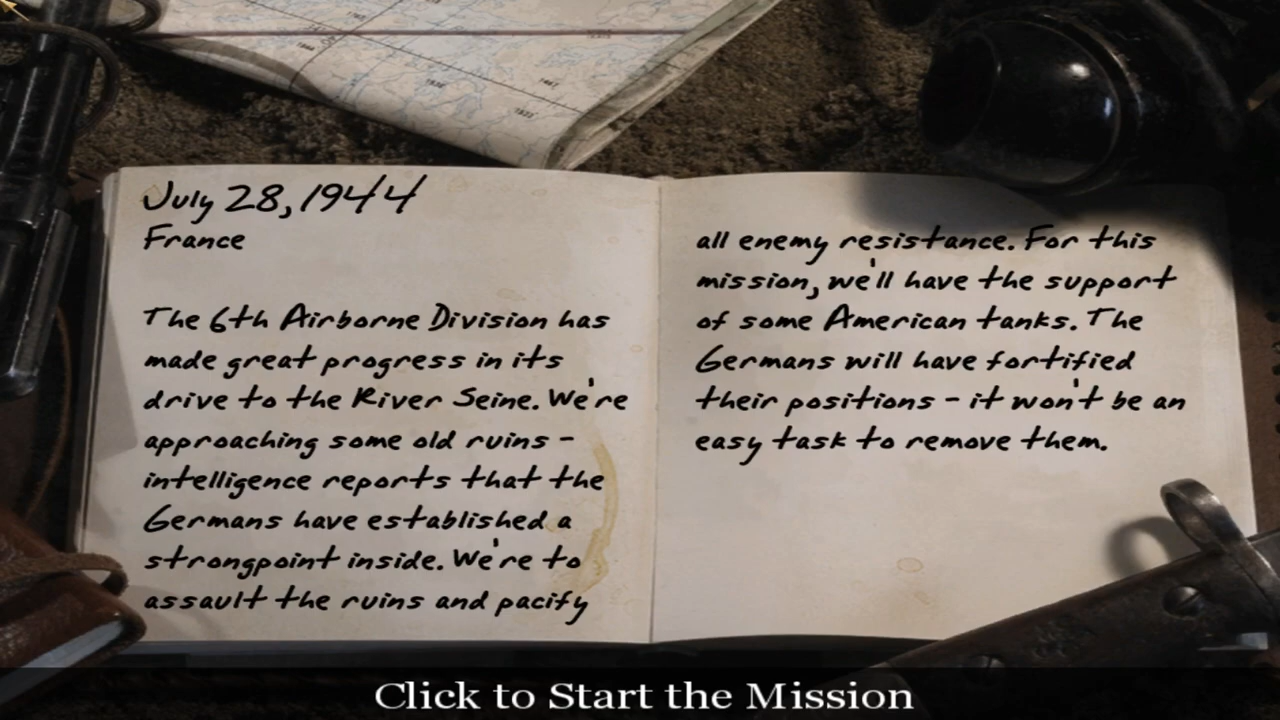 July 28, 1944
France
The 6th Airborne Division has
made great progress in its
drive to the River Seine. We're
approaching some old ruins -
intelligence reports that the
Germans have established a
strongpoint inside. We're to
assault the ruins and pacify
all enemy resistance. For this
mission, we'll have the support
of some American tanks. The
Germans will have fortified
their positions - it won't be an
easy task to remove them.
Click to Start the Mission